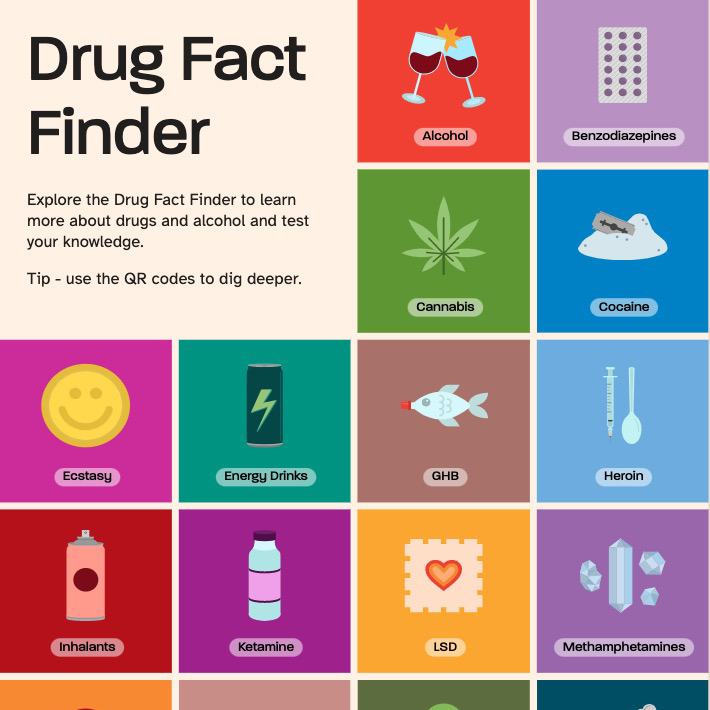 Drug Fact
Finder
Explore the Drug Fact Finder to learn
more about drugs and alcohol and test
your knowledge.
Tip - use the QR codes to dig deeper.
Alcohol
Benzodiazepines
Cannabis
Cocaine
Ecstasy
Energy Drinks
GHB
Heroin
Inhalants
Ketamine
LSD
Methamphetamines